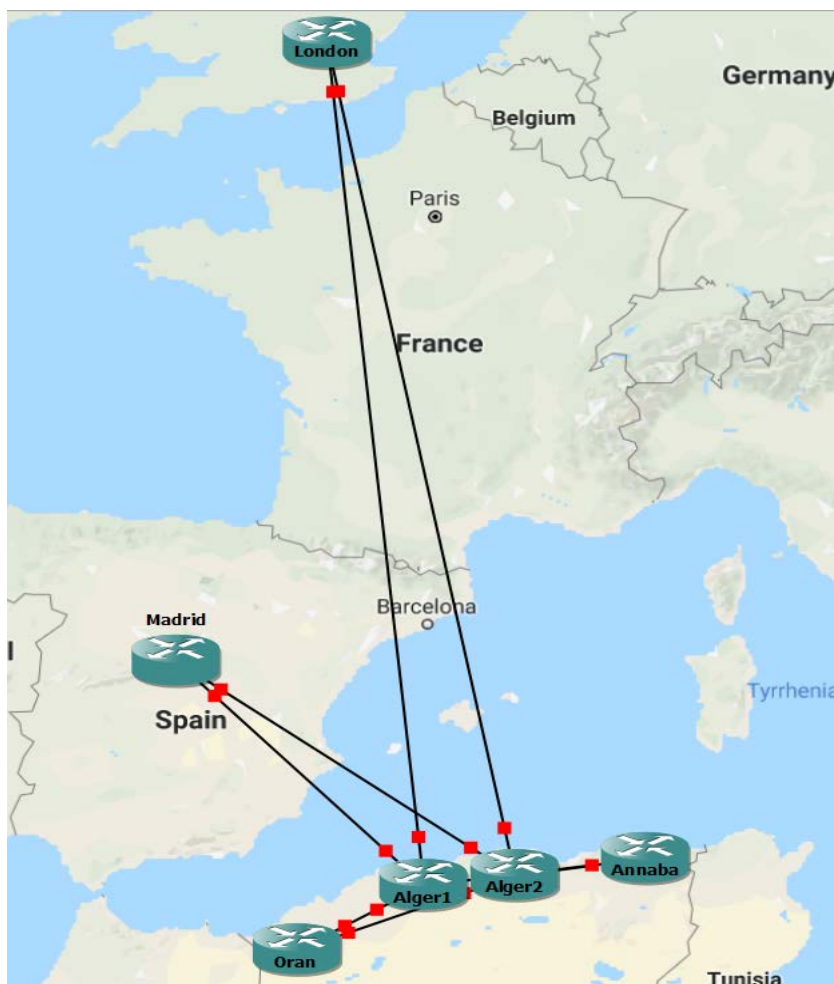 London
Germany
Belgium
Paris
France
Barcelona
Madrid
Tyrrhenia
Spain
Alger1
Alger2
Annaba
Oran
Tunisia